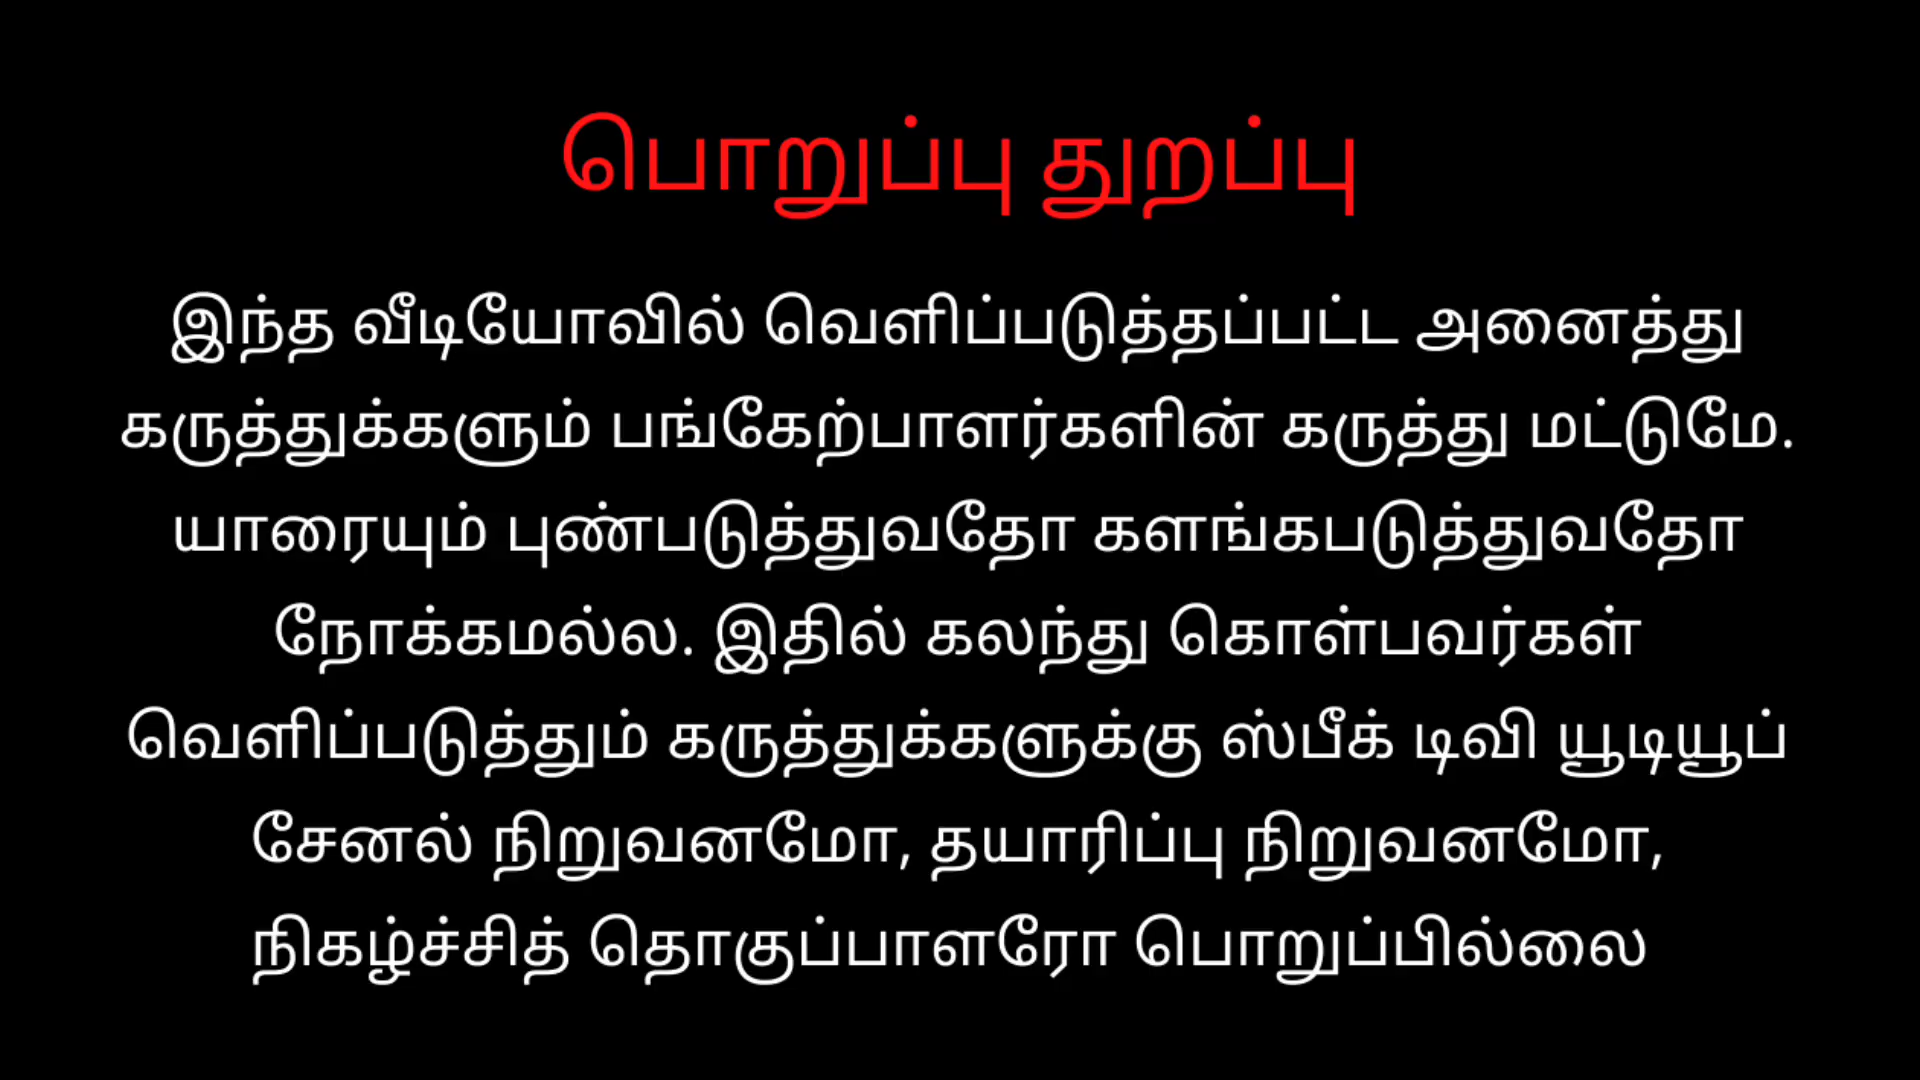 பொறுப்பு துறப்பு
இந்த வீடியோவில் வெளிப்படுத்தப்பட்ட அனைத்து
கருத்துக்களும் பங்கேற்பாளர்களின் கருத்து மட்டுமே.
யாரையும் புண்படுத்துவதோ களங்கபடுத்துவதோ
நோக்கமல்ல. இதில் கலந்து கொள்பவர்கள்
வெளிப்படுத்தும் கருத்துக்களுக்கு ஸ்பீக் டிவி யூடியூப்
சேனல் நிறுவனமோ, தயாரிப்பு நிறுவனமோ,
நிகழ்ச்சித் தொகுப்பாளரோ பொறுப்பில்லை